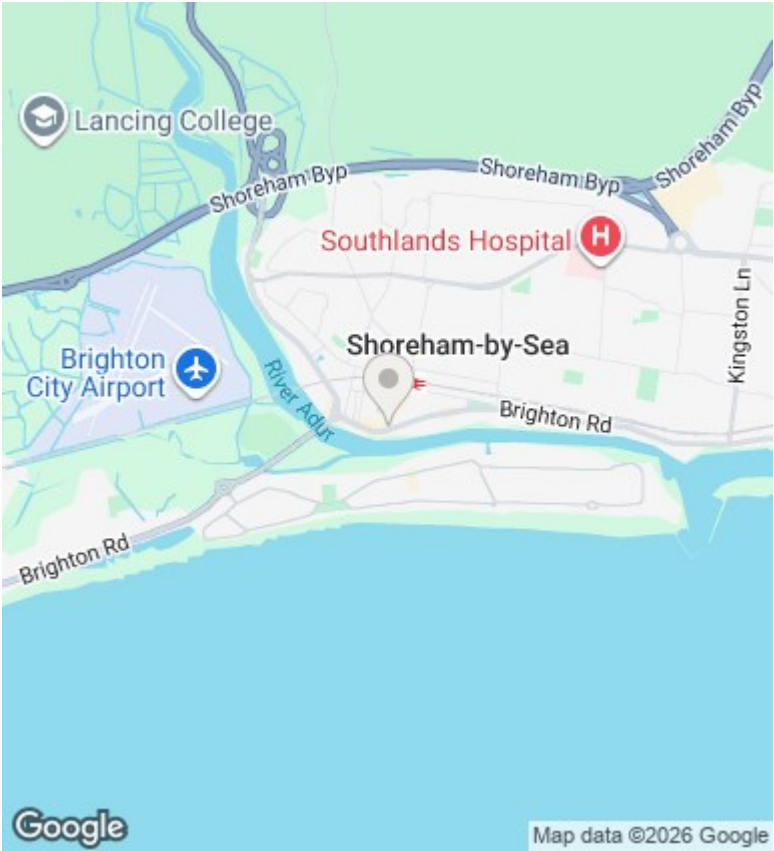 Lancing College
Shoreham Byp
Shoreham Byp
Shoreham Byp
Southlands Hospital
H
Kingston Ln
Shoreham-by-Sea
Brighton
City Airport
River Adur
Brighton Rd
Brighton Rd
Google
Map data ©2026 Google